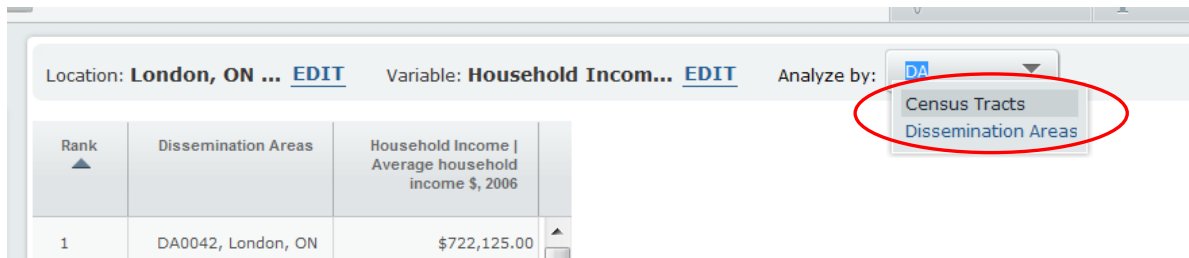 Location: London, ON ... EDIT Variable: Household Incom... EDIT Analyze by: DA
Census Tracts
Dissemination Areas
Rank Dissemination Areas Household Income |
Average household
income $, 2006
1 DA0042, London, ON $722,125.00